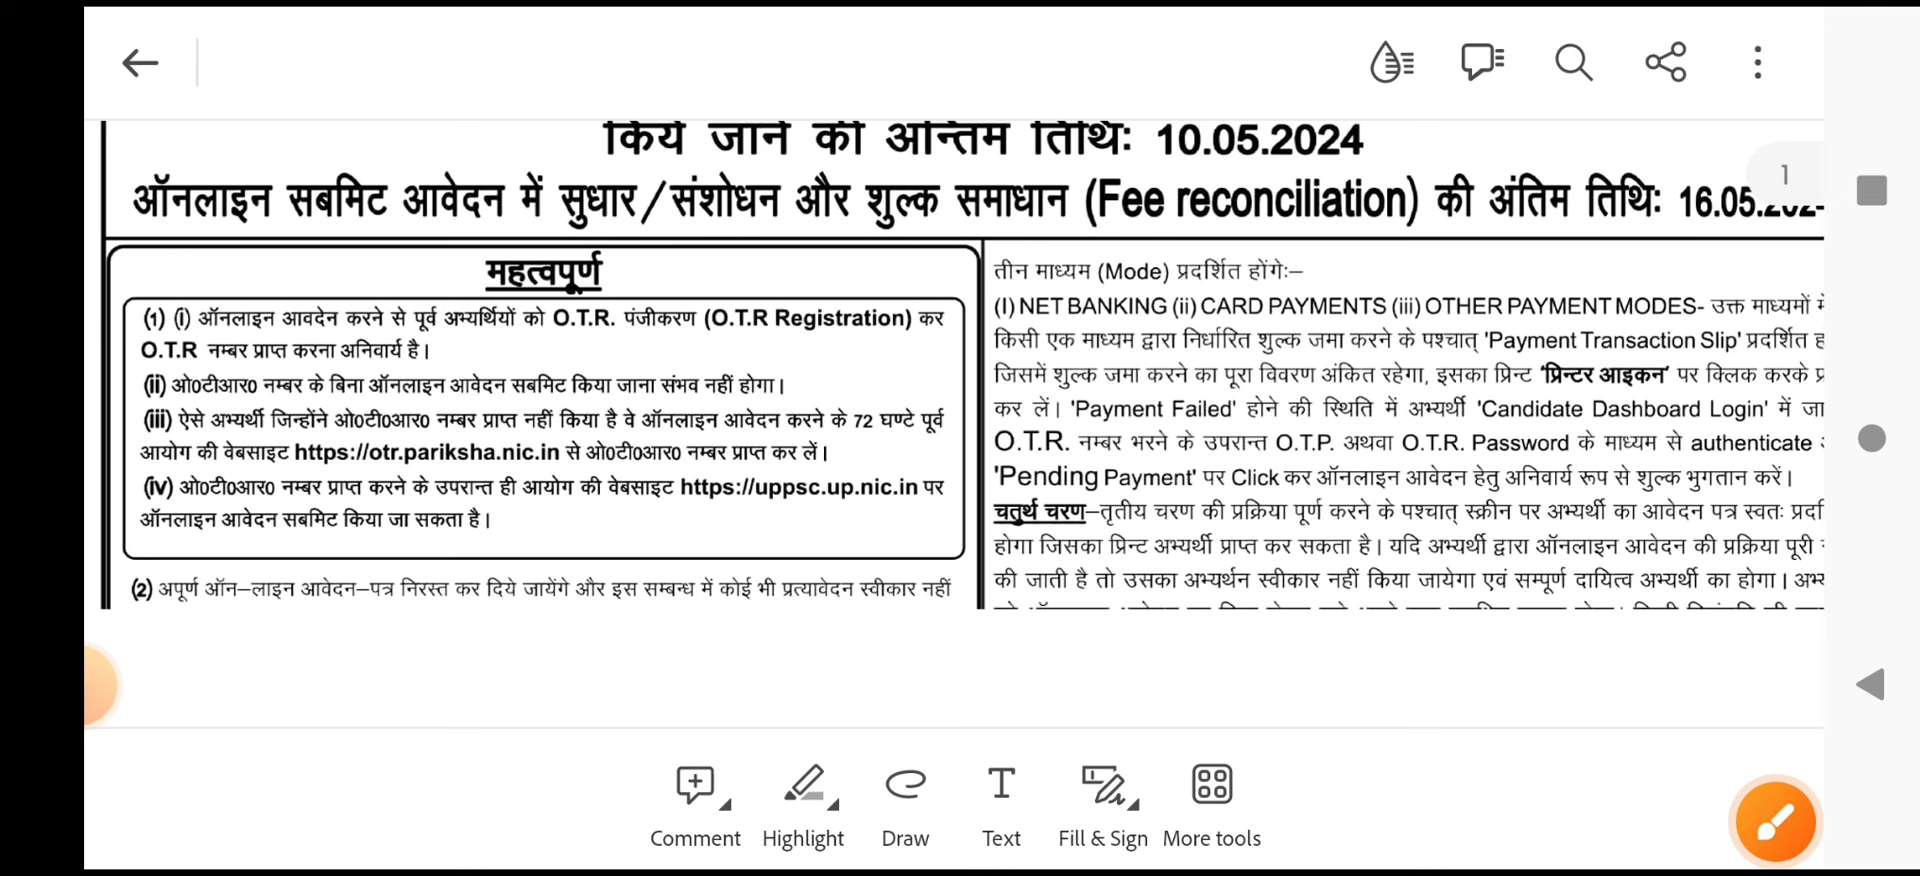 किये जाने की अन्तिम तिथिः 10.05.2024
ऑनलाइन सबमिट आवेदन में सुधार/संशोधन और शुल्क समाधान (Fee reconciliation) की अंतिम तिथिः 16.05.202
1
महत्वपूर्ण
(1) (i) ऑनलाइन आवदेन करने से पूर्व अभ्यर्थियों को O.T.R. पंजीकरण (O.T.R Registration) कर
O.T.R नम्बर प्राप्त करना अनिवार्य है।
(ii) ओ0टीआर0 नम्बर के बिना ऑनलाइन आवेदन सबमिट किया जाना संभव नहीं होगा।
(iii) ऐसे अभ्यर्थी जिन्होंने ओ0टी0आर0 नम्बर प्राप्त नहीं किया है वे ऑनलाइन आवेदन करने के 72 घण्टे पूर्व
आयोग की वेबसाइट https://otr.pariksha.nic.in से ओ0टी0आर0 नम्बर प्राप्त कर लें।
(iv) ओ0टी0आर0 नम्बर प्राप्त करने के उपरान्त ही आयोग की वेबसाइट https://uppsc.up.nic.in पर
ऑनलाइन आवेदन सबमिट किया जा सकता है।
(2) अपूर्ण ऑन–लाइन आवेदन–पत्र निरस्त कर दिये जायेंगे और इस सम्बन्ध में कोई भी प्रत्यावेदन स्वीकार नहीं
तीन माध्यम (Mode) प्रदर्शित होंगेः–
(I) NET BANKING (ii) CARD PAYMENTS (iii) OTHER PAYMENT MODES- उक्त माध्यमों में
किसी एक माध्यम द्वारा निर्धारित शुल्क जमा करने के पश्चात् 'Payment Transaction Slip' प्रदर्शित
जिसमें शुल्क जमा करने का पूरा विवरण अंकित रहेगा, इसका प्रिन्ट 'प्रिन्टर आइकन' पर क्लिक करके
कर लें। 'Payment Failed' होने की स्थिति में अभ्यर्थी 'Candidate Dashboard Login' में
O.T.R. नम्बर भरने के उपरान्त O.T.P. अथवा O.T.R. Password के माध्यम से authenticate
'Pending Payment' पर Click कर ऑनलाइन आवेदन हेतु अनिवार्य रूप से शुल्क भुगतान करें।
चतुर्थ चरण–तृतीय चरण की प्रक्रिया पूर्ण करने के पश्चात् स्क्रीन पर अभ्यर्थी का आवेदन पत्र स्वतः
होगा जिसका प्रिन्ट अभ्यर्थी प्राप्त कर सकता है। यदि अभ्यर्थी द्वारा ऑनलाइन आवेदन की प्रक्रिया पूरी
की जाती है तो उसका अभ्यर्थन स्वीकार नहीं किया जायेगा एवं सम्पूर्ण दायित्व अभ्यर्थी का होगा।
Comment Highlight Draw Text Fill & Sign More tools